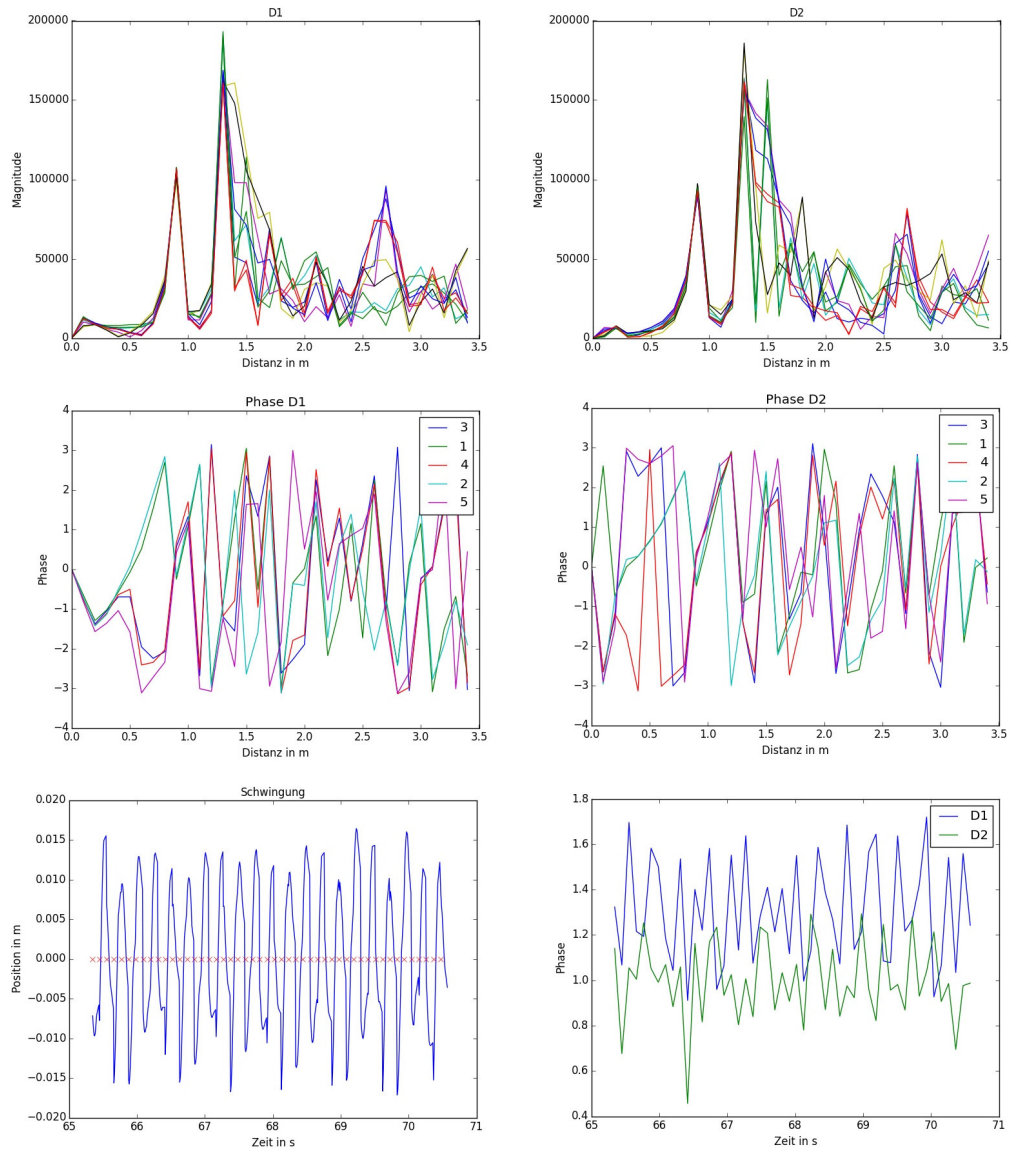 D1
200000
150000
100000
50000
0
Magnitude
0.0 0.5 1.0 1.5 2.0 2.5 3.0 3.5
Distanz in m
D2
200000
150000
100000
50000
0
Magnitude
0.0 0.5 1.0 1.5 2.0 2.5 3.0 3.5
Distanz in m
Phase D1
4
3
2
1
0
−1
−2
−3
−4
Phase
3
1
4
2
5
0.0 0.5 1.0 1.5 2.0 2.5 3.0 3.5
Distanz in m
Phase D2
4
3
2
1
0
−1
−2
−3
−4
Phase
3
1
4
2
5
0.0 0.5 1.0 1.5 2.0 2.5 3.0 3.5
Distanz in m
Schwingung
0.020
0.015
0.010
0.005
0.000
−0.005
−0.010
−0.015
−0.020
Position in m
65 66 67 68 69 70 71
Zeit in s
1.8
1.6
1.4
1.2
1.0
0.8
0.6
0.4
Phase
D1
D2
65 66 67 68 69 70 71
Zeit in s